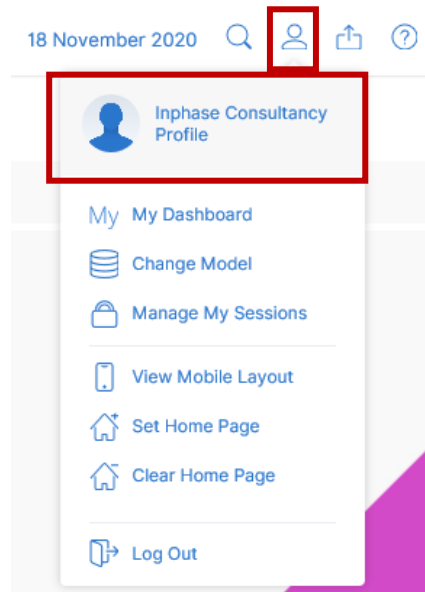 18 November 2020
Inphase Consultancy
Profile
My My Dashboard
Change Model
Manage My Sessions
View Mobile Layout
Set Home Page
Clear Home Page
Log Out